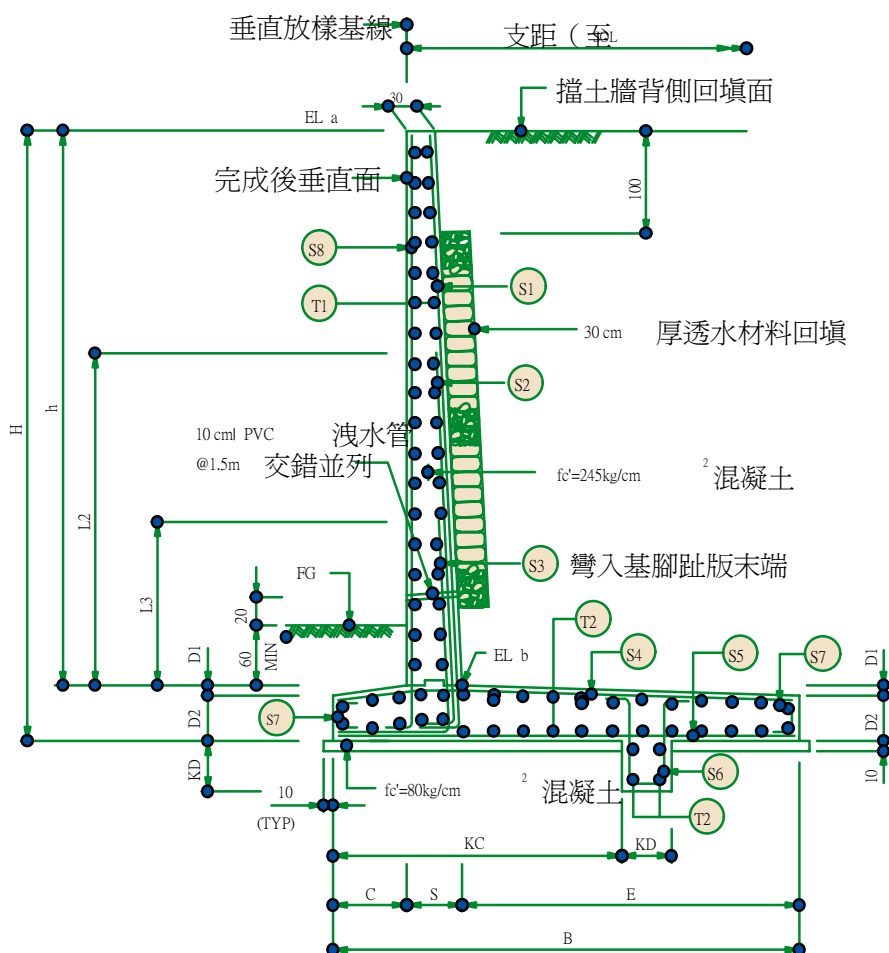 垂直放樣基線
支距（至
30
EL a
擋土牆背側回填面
完成後垂直面
100
S8
S1
T1
30 cm 厚透水材料回填
S2
H
h
10 cm PVC 洩水管
@1.5m 交錯並列
fc'=245kg/cm 2 混凝土
L2
S3 彎入基腳趾版末端
FG
L3
20
60
MIN
T2
EL b
S4
S5
S7
D1
D1
S7
D2
D2
KD
fc'=80kg/cm 2 混凝土
S6
10
10
(TYP)
T2
KC
KD
C
S
E
B